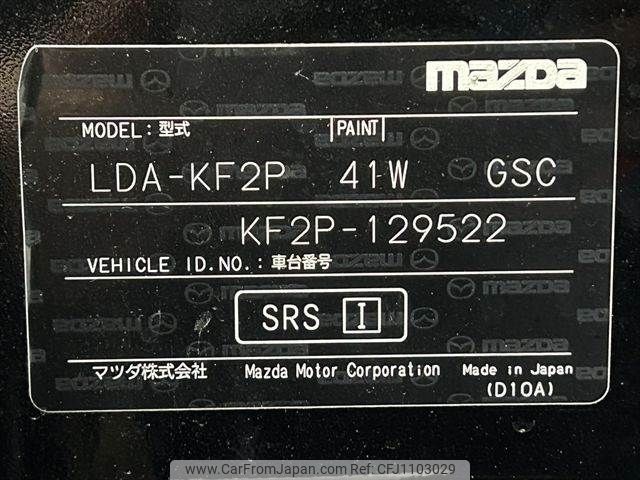 mazda
MODEL : 型式 PAINT
LDA-KF2P 41W GSC
KF2P-129522
VEHICLE ID.NO. : 車台番号
SRS I
マツダ株式会社 Mazda Motor Corporation Made in Japan
(D10A)
www.CarFromJapan.com | Ref No. CFJ1103029